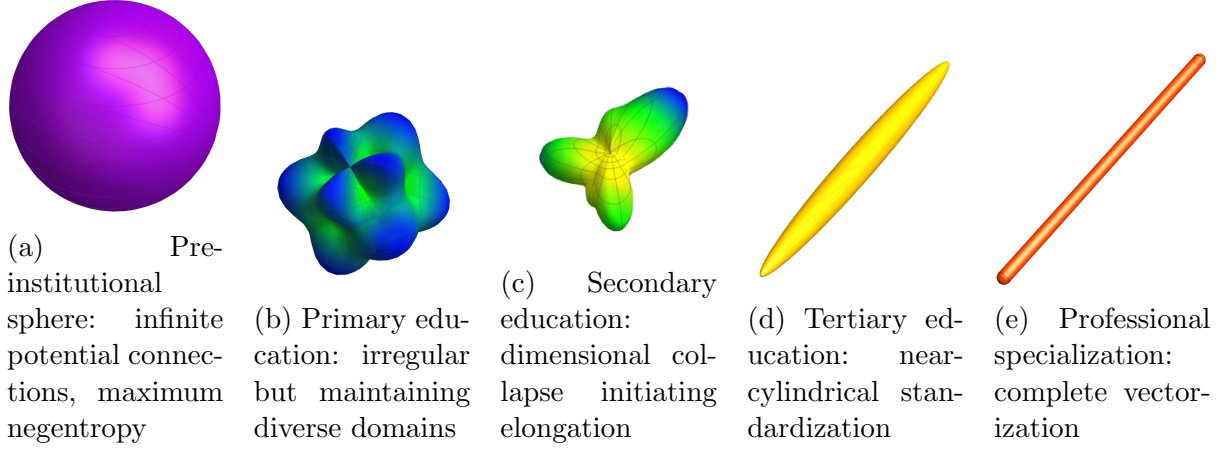 (a) Pre-
institutional
sphere: infinite
potential connec-
tions, maximum
negentropy
(b) Primary edu-
cation: irregular
but maintaining
diverse domains
(c) Secondary
education:
dimensional col-
lapse initiating
elongation
(d) Tertiary ed-
ucation: near-
cylindrical stan-
dardization
(e) Professional
specialization:
complete vector-
ization